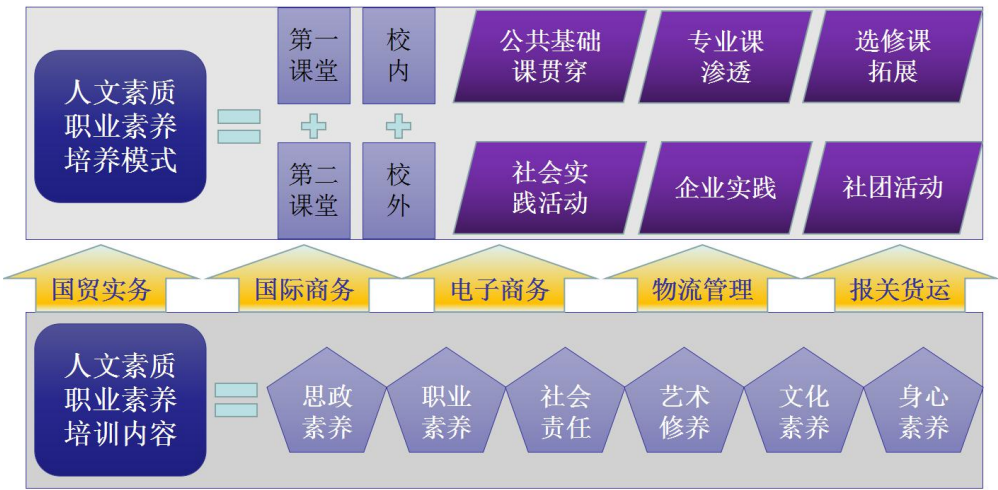 人文素质
职业素养
培养模式
第一
课堂
校
内
第二
课堂
校
外
公共基础
课贯穿
专业课
渗透
选修课
拓展
社会实
践活动
企业实践
社团活动
国贸实务
国际商务
电子商务
物流管理
报关货运
人文素质
职业素养
培训内容
思政
素养
职业
素养
社会
责任
艺术
修养
文化
素养
身心
素养